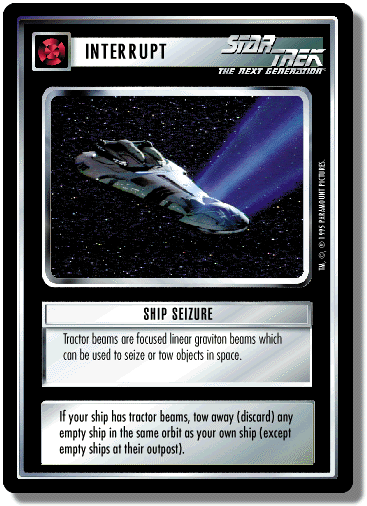 INTERRUPT
STAR TREK
THE NEXT GENERATION®
TM, ©, ® 1995 PARAMOUNT PICTURES.
SHIP SEIZURE
Tractor beams are focused linear graviton beams which
can be used to seize or tow objects in space.
If your ship has tractor beams, tow away (discard) any
empty ship in the same orbit as your own ship (except
empty ships at their outpost).